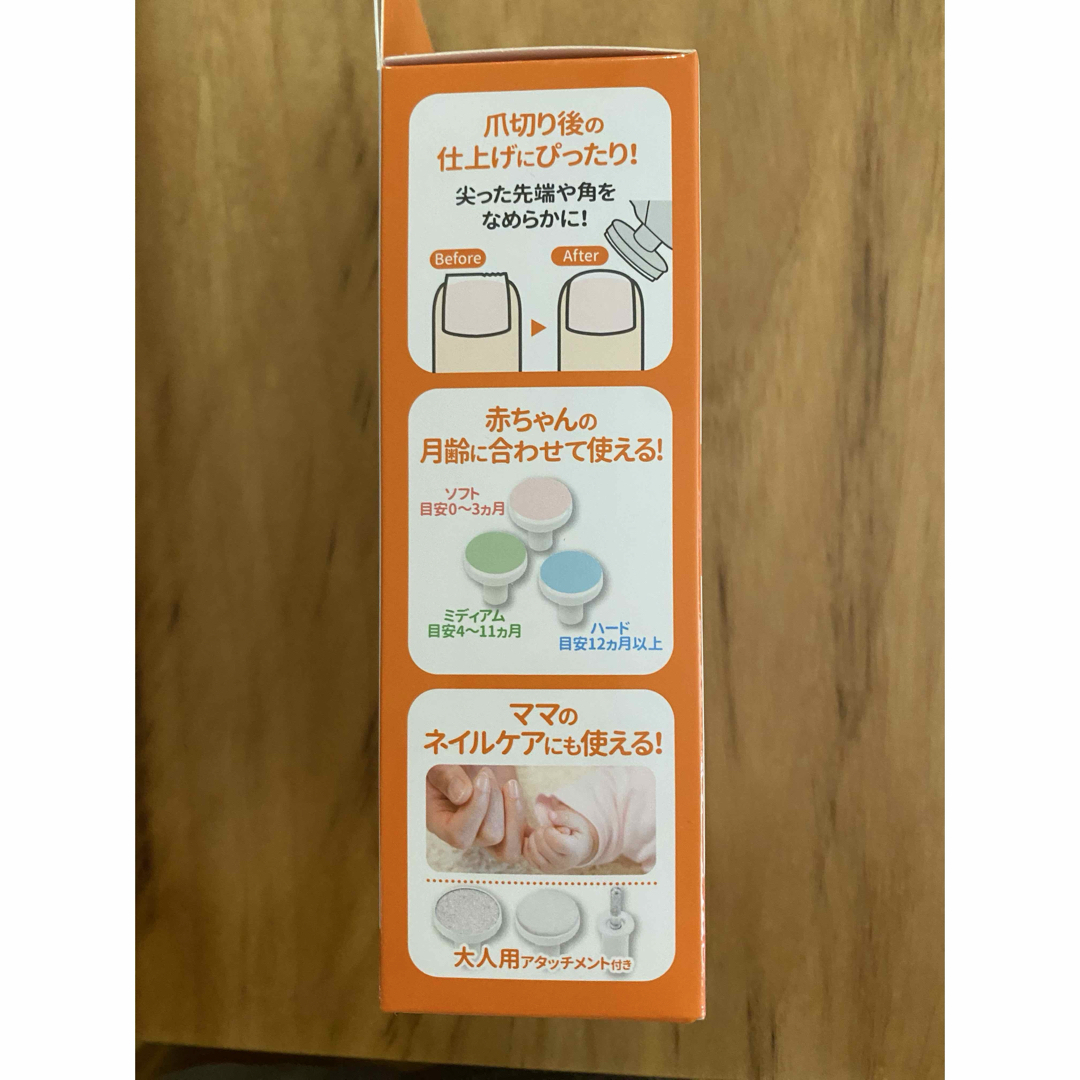 爪切り後の
仕上げにぴったり!
尖った先端や角を
なめらかに!
Before
After
赤ちゃんの
月齢に合わせて使える!
ソフト
目安0〜3ヵ月
ミディアム
目安4〜11ヵ月
ハード
目安12ヵ月以上
ママの
ネイルケアにも使える!
大人用アタッチメント付き